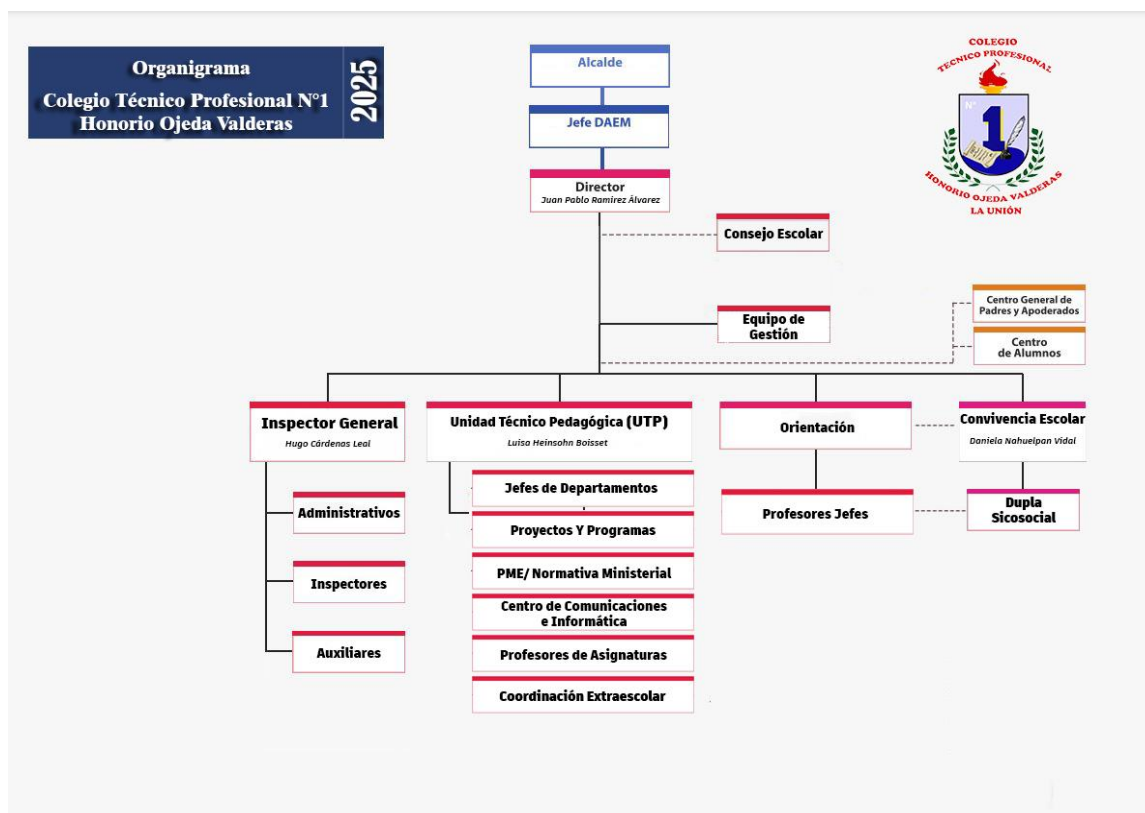 Organigrama
Colegio Técnico Profesional N°1
Honorio Ojeda Valderas
2025
Alcalde
Jefe DAEM
Director
Juan Pablo Ramirez Álvarez
COLEGIO
TECNICO PROFESIONAL
N°
1
HONORIO OJEDA VALDERAS
LA UNIÓN
Consejo Escolar
Equipo de
Gestión
Centro General de
Padres y Apoderados
Centro
de Alumnos
Inspector General
Hugo Cárdenas Leal
Unidad Técnico Pedagógica (UTP)
Luisa Heinsohn Boisset
Orientación
Convivencia Escolar
Daniela Nahuelpan Vidal
Administrativos
Inspectores
Auxiliares
Jefes de Departamentos
Proyectos Y Programas
PME/ Normativa Ministerial
Centro de Comunicaciones
e Informática
Profesores de Asignaturas
Coordinación Extraescolar
Profesores Jefes
Dupla
Sicosocial